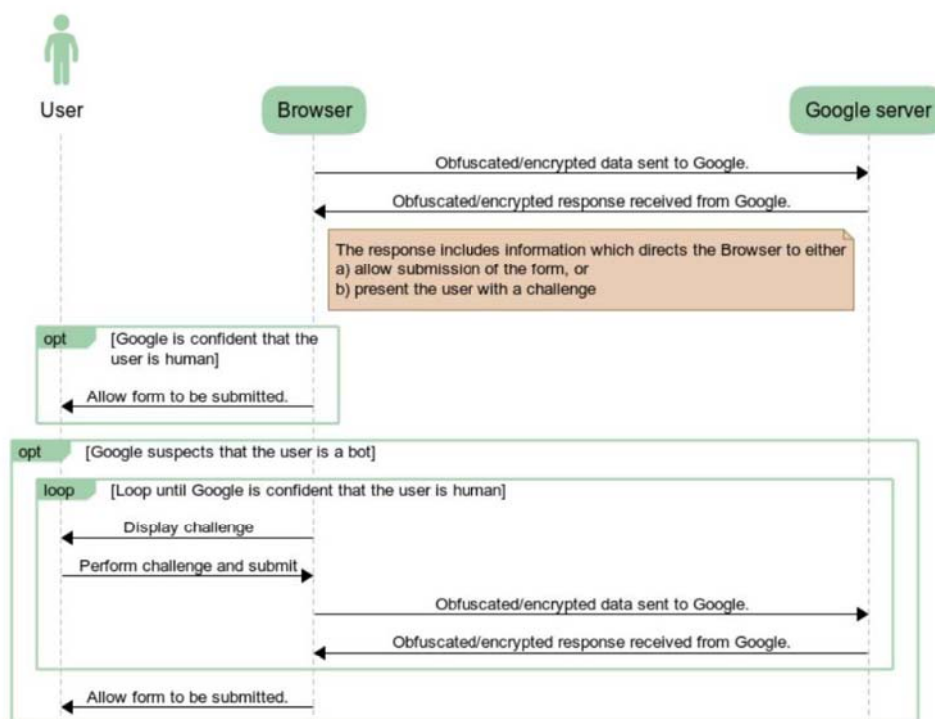 User
Browser
Google server
Obfuscated/encrypted data sent to Google.
Obfuscated/encrypted response received from Google.
The response includes information which directs the Browser to either
a) allow submission of the form, or
b) present the user with a challenge
opt
[Google is confident that the
user is human]
Allow form to be submitted.
opt
[Google suspects that the user is a bot]
loop
[Loop until Google is confident that the user is human]
Display challenge
Perform challenge and submit
Obfuscated/encrypted data sent to Google.
Obfuscated/encrypted response received from Google.
Allow form to be submitted.